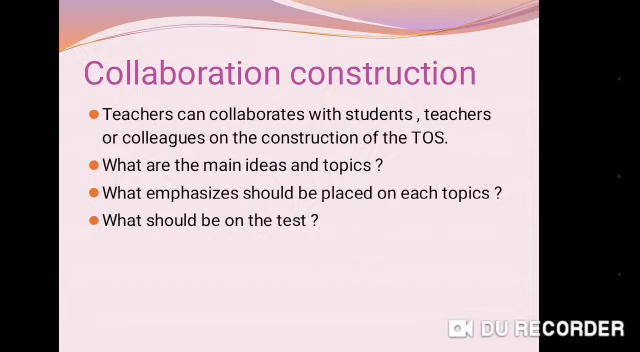 Collaboration construction
Teachers can collaborates with students , teachers
or colleagues on the construction of the TOS.
What are the main ideas and topics ?
What emphasizes should be placed on each topics ?
What should be on the test ?
DU RECORDER